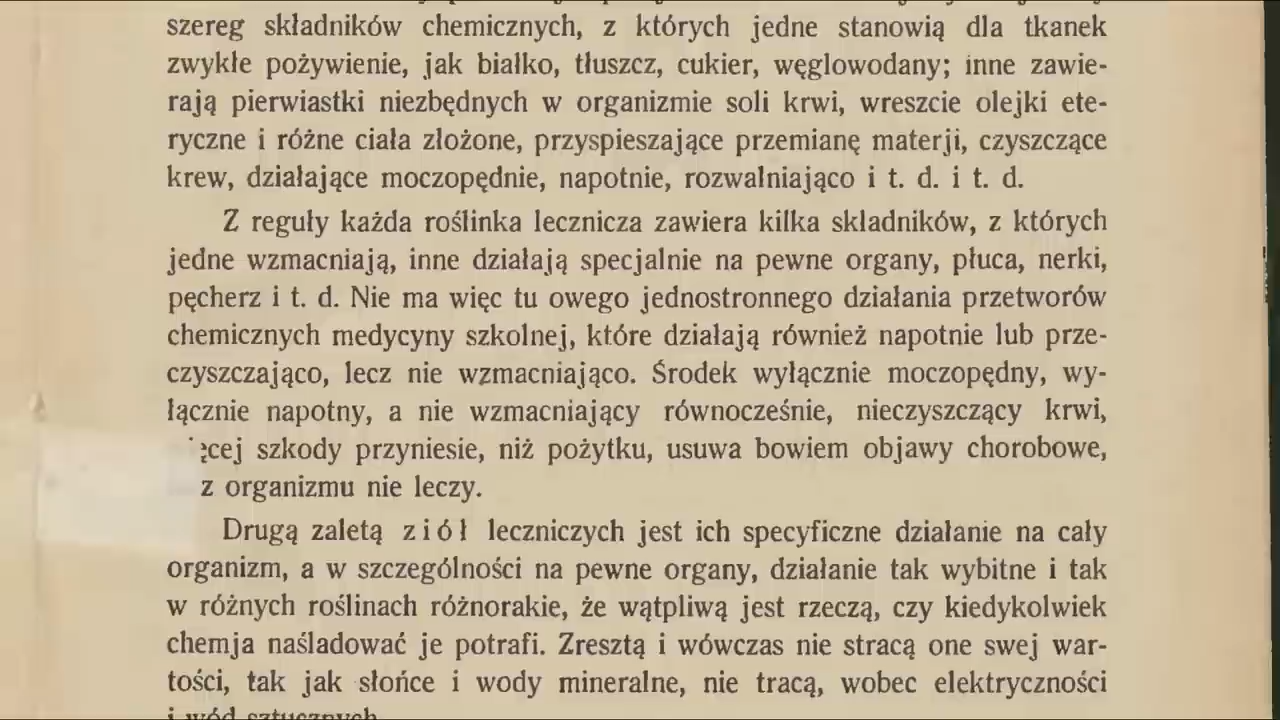 szereg składników chemicznych, z których jedne stanowią dla tkanek
zwykłe pożywienie, jak białko, tłuszcz, cukier, węglowodany; inne zawie-
rają pierwiastki niezbędnych w organizmie soli krwi, wreszcie olejki ete-
ryczne i różne ciała złożone, przyspieszające przemianę materji, czyszczące
krew, działające moczopędnie, napotnie, rozwalniająco i t. d. i t. d.
Z reguły każda roślinka lecznicza zawiera kilka składników, z których
jedne wzmacniają, inne działają specjalnie na pewne organy, płuca, nerki,
pęcherz i t. d. Nie ma więc tu owego jednostronnego działania przetworów
chemicznych medycyny szkolnej, które działają również napotnie lub prze-
czyszczająco, lecz nie wzmacniająco. Środek wyłącznie moczopędny, wy-
łącznie napotny, a nie wzmacniający równocześnie, nieczyszczący krwi,
ęcej szkody przyniesie, niż pożytku, usuwa bowiem objawy chorobowe,
z organizmu nie leczy.
Drugą zaletą ziół leczniczych jest ich specyficzne działanie na cały
organizm, a w szczególności na pewne organy, działanie tak wybitne i tak
w różnych roślinach różnorakie, że wątpliwą jest rzeczą, czy kiedykolwiek
chemja naśladować je potrafi. Zresztą i wówczas nie stracą one swej war-
tości, tak jak słońce i wody mineralne, nie tracą, wobec elektryczności
i wód sztucznych.